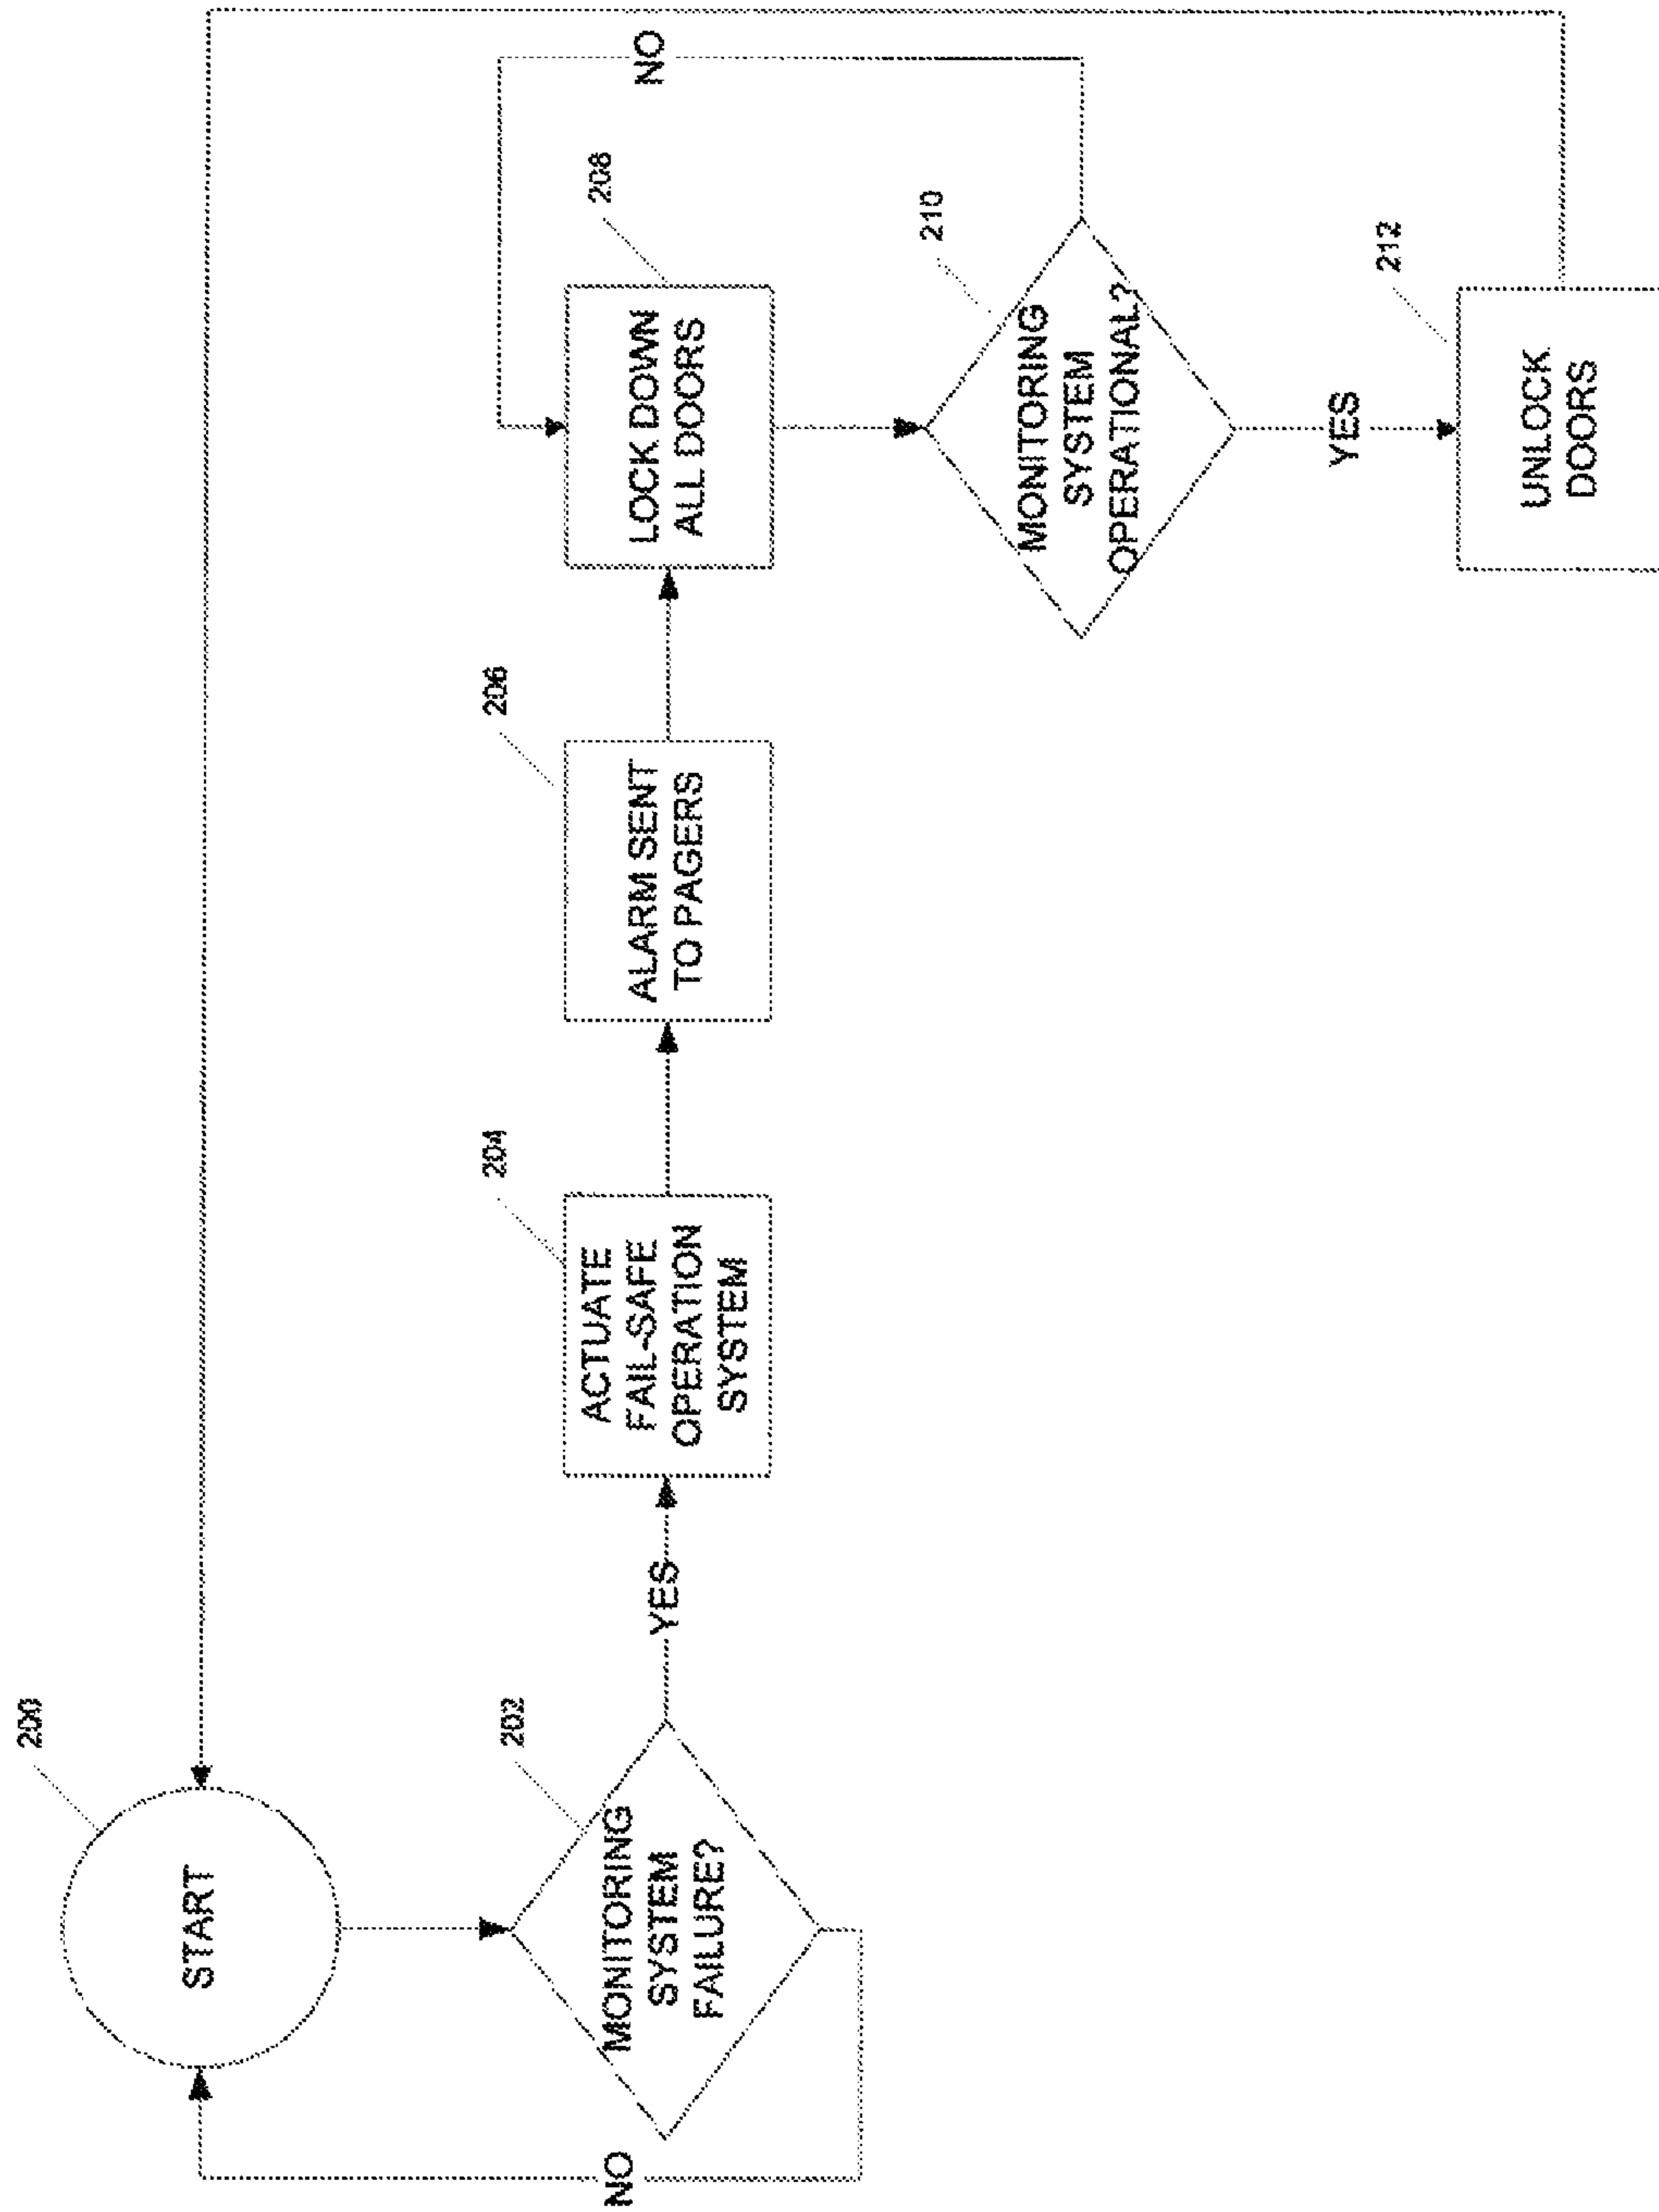 200
START
202
MONITORING
SYSTEM
FAILURE?
NO
YES
204
ACTUATE
FAIL-SAFE
OPERATION
SYSTEM
206
ALARM SENT
TO PAGERS
208
LOCK DOWN
ALL DOORS
NO
210
MONITORING
SYSTEM
OPERATIONAL?
YES
212
UNLOCK
DOORS